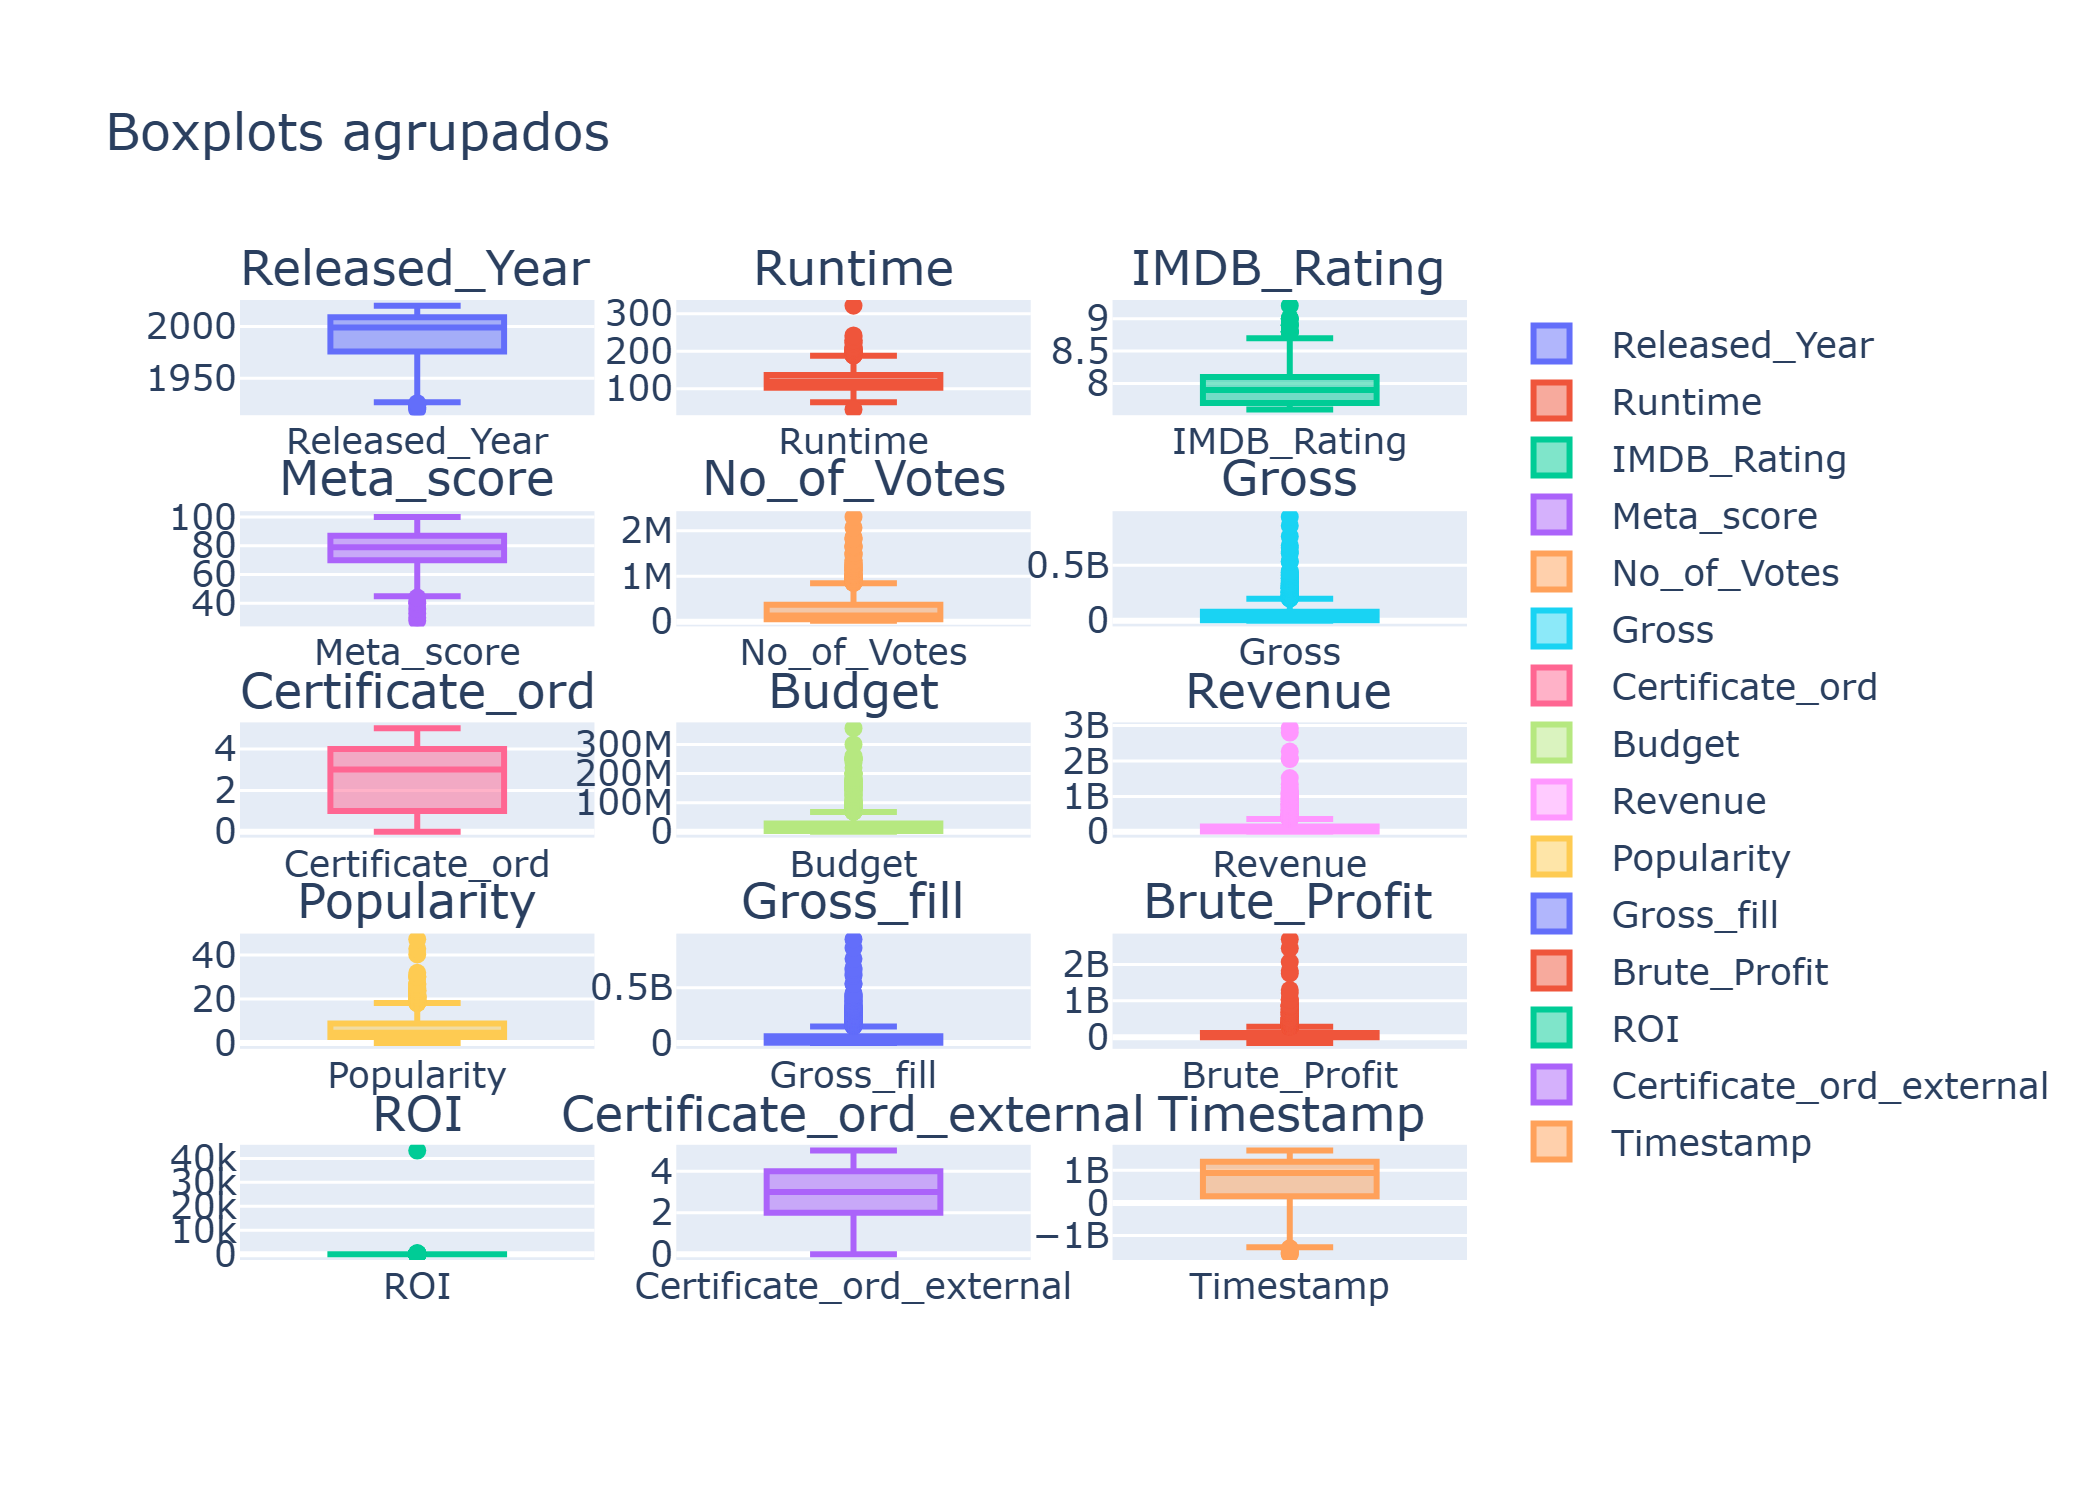 Boxplots agrupados
Released_Year
Runtime
IMDB_Rating
2000
1950
300
200
100
9
8.5
8
Released_Year
Runtime
IMDB_Rating
Meta_score
No_of_Votes
Gross
100
80
60
40
2M
1M
0
0.5B
0
Meta_score
No_of_Votes
Gross
Certificate_ord
Budget
Revenue
4
2
0
300M
200M
100M
0
3B
2B
1B
0
Certificate_ord
Budget
Revenue
Popularity
Gross_fill
Brute_Profit
40
20
0
0.5B
0
2B
1B
0
Popularity
Gross_fill
Brute_Profit
ROI
Certificate_ord_external
Timestamp
40k
30k
20k
10k
0
4
2
0
1B
0
−1B
ROI
Certificate_ord_external
Timestamp
Released_Year
Runtime
IMDB_Rating
Meta_score
No_of_Votes
Gross
Certificate_ord
Budget
Revenue
Popularity
Gross_fill
Brute_Profit
ROI
Certificate_ord_external
Timestamp